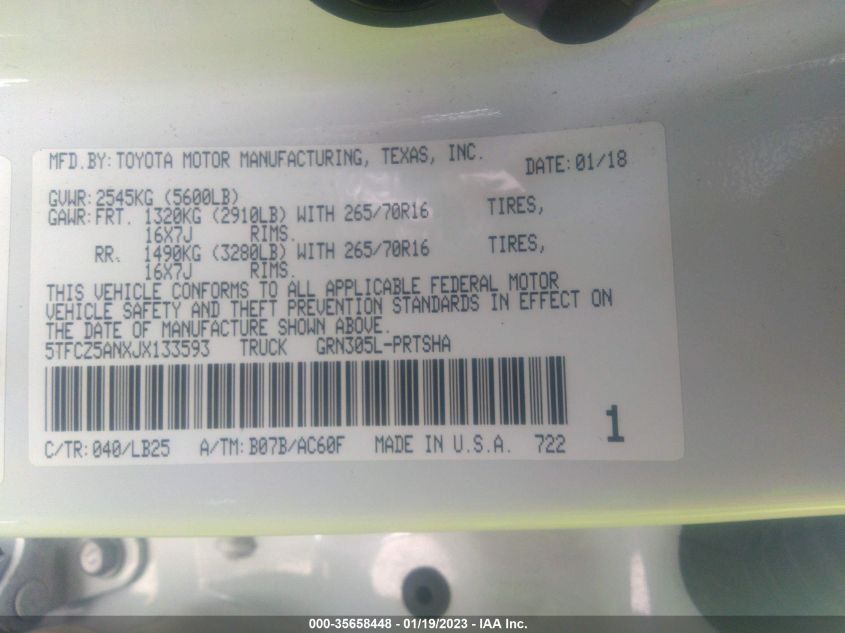 MFD.BY: TOYOTA MOTOR MANUFACTURING, TEXAS, INC. DATE: 01/18
GVWR: 2545KG (5600LB)
GAWR: FRT. 1320KG (2910LB) WITH 265/70R16 TIRES,
16X7J RIMS.
RR. 1490KG (3280LB) WITH 265/70R16 TIRES,
16X7J RIMS.
THIS VEHICLE CONFORMS TO ALL APPLICABLE FEDERAL MOTOR
VEHICLE SAFETY AND THEFT PREVENTION STANDARDS IN EFFECT ON
THE DATE OF MANUFACTURE SHOWN ABOVE.
5TFCZ5ANXJX133593 TRUCK GRN305L-PRTSHA
1
C/TR: 040/LB25 A/TM: B07B/AC60F MADE IN U.S.A. 722
000-35658448 - 01/19/2023 - IAA Inc.